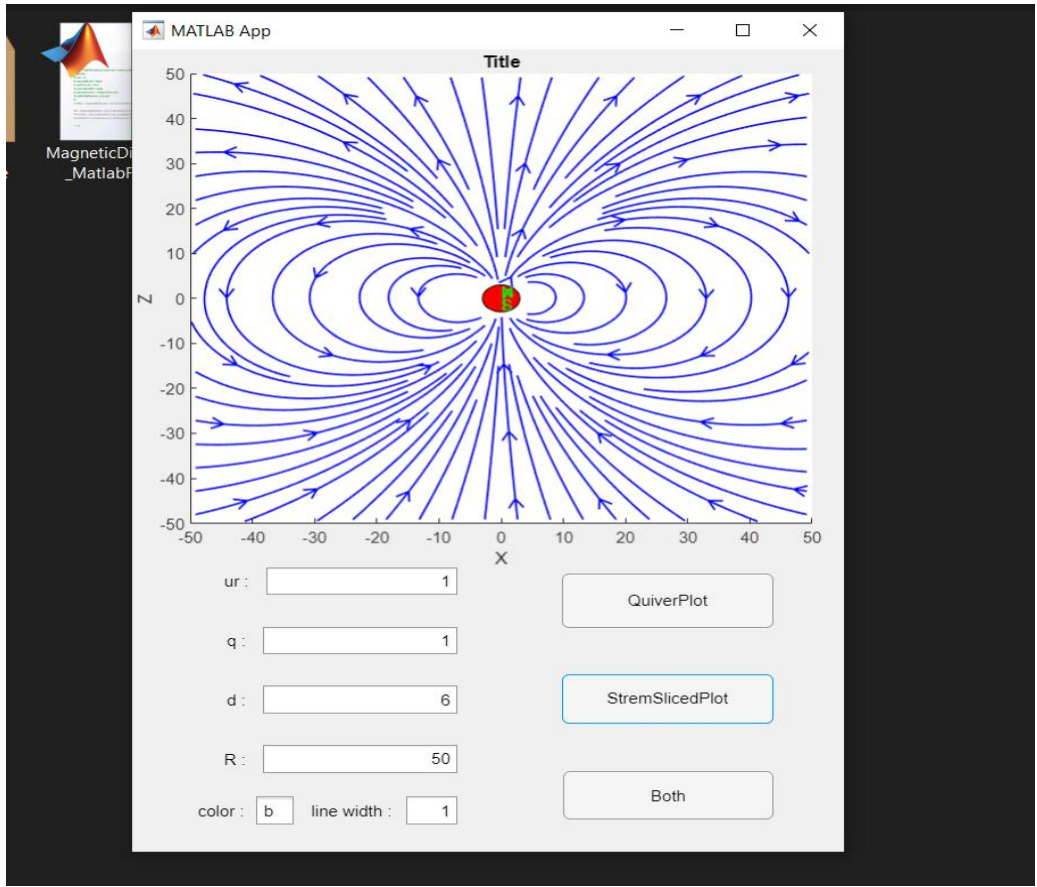 MATLAB App
MagneticDi
_MatlabF
Title
50
40
30
20
10
0
-10
-20
-30
-40
-50
Z
-50 -40 -30 -20 -10 0 10 20 30 40 50
X
N
S
ur : 1
QuiverPlot
q : 1
d : 6
StremSlicedPlot
R : 50
Both
color : b line width : 1